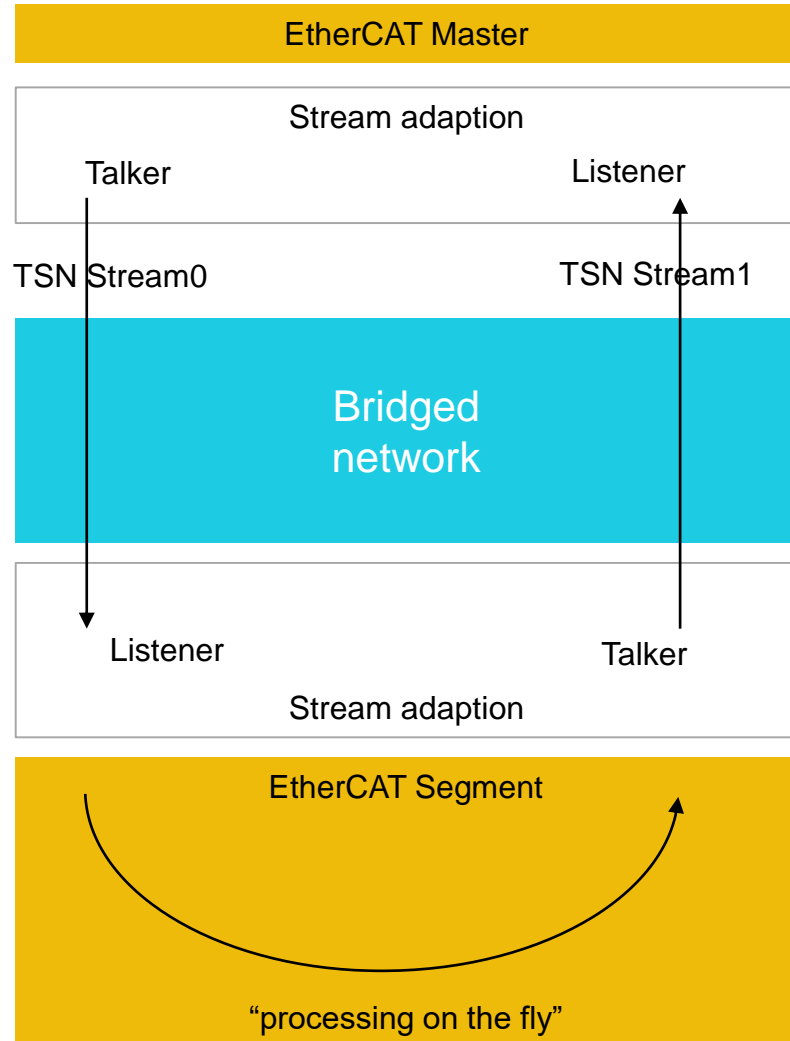 EtherCAT Master
Stream adaption
Talker
Listener
TSN Stream0
TSN Stream1
Bridged
network
Listener
Talker
Stream adaption
EtherCAT Segment
“processing on the fly”